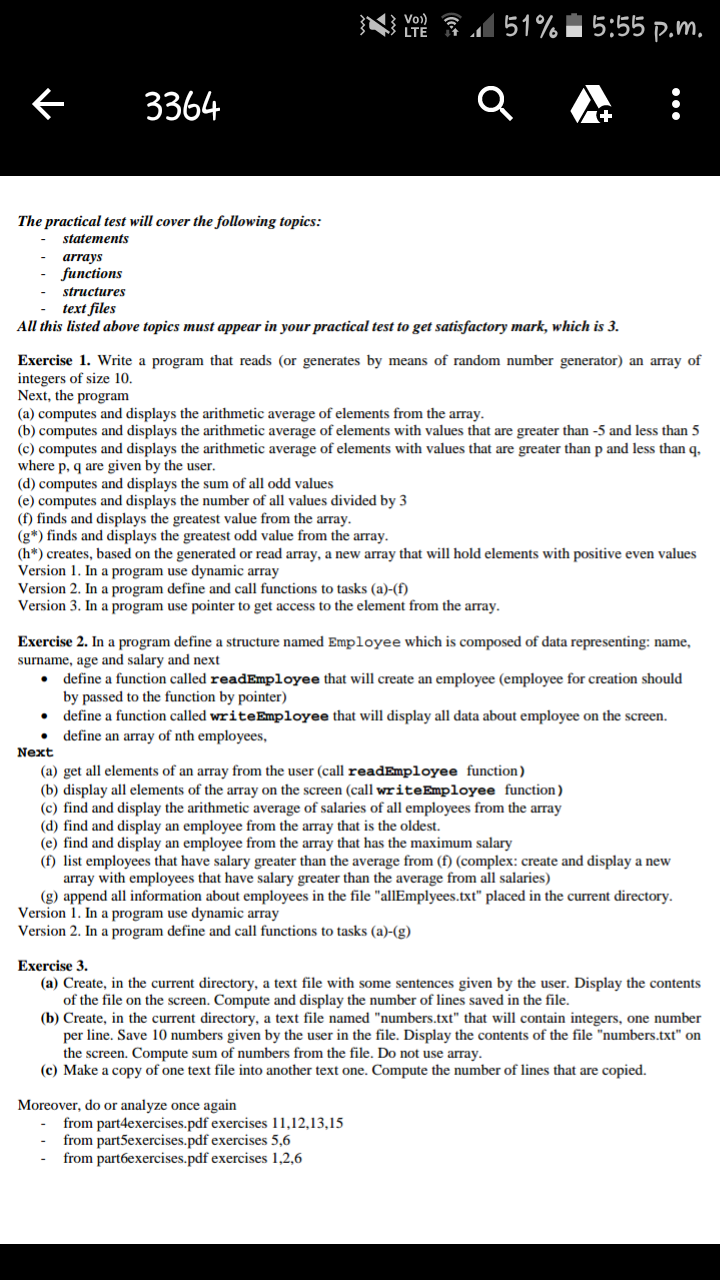 Vo) LTE 51% 5:55 p.m.
3364
The practical test will cover the following topics:
- statements
- arrays
- functions
- structures
- text files
All this listed above topics must appear in your practical test to get satisfactory mark, which is 3.
Exercise 1. Write a program that reads (or generates by means of random number generator) an array of
integers of size 10.
Next, the program
(a) computes and displays the arithmetic average of elements from the array.
(b) computes and displays the arithmetic average of elements with values that are greater than -5 and less than 5
(c) computes and displays the arithmetic average of elements with values that are greater than p and less than q,
where p, q are given by the user.
(d) computes and displays the sum of all odd values
(e) computes and displays the number of all values divided by 3
(f) finds and displays the greatest value from the array.
(g*) finds and displays the greatest odd value from the array.
(h*) creates, based on the generated or read array, a new array that will hold elements with positive even values
Version 1. In a program use dynamic array
Version 2. In a program define and call functions to tasks (a)-(f)
Version 3. In a program use pointer to get access to the element from the array.
Exercise 2. In a program define a structure named Employee which is composed of data representing: name,
surname, age and salary and next
• define a function called readEmployee that will create an employee (employee for creation should
by passed to the function by pointer)
• define a function called writeEmployee that will display all data about employee on the screen.
• define an array of nth employees,
Next
(a) get all elements of an array from the user (call readEmployee function)
(b) display all elements of the array on the screen (call writeEmployee function)
(c) find and display the arithmetic average of salaries of all employees from the array
(d) find and display an employee from the array that is the oldest.
(e) find and display an employee from the array that has the maximum salary
(f) list employees that have salary greater than the average from (f) (complex: create and display a new
array with employees that have salary greater than the average from all salaries)
(g) append all information about employees in the file "allEmplyees.txt" placed in the current directory.
Version 1. In a program use dynamic array
Version 2. In a program define and call functions to tasks (a)-(g)
Exercise 3.
(a) Create, in the current directory, a text file with some sentences given by the user. Display the contents
of the file on the screen. Compute and display the number of lines saved in the file.
(b) Create, in the current directory, a text file named "numbers.txt" that will contain integers, one number
per line. Save 10 numbers given by the user in the file. Display the contents of the file "numbers.txt" on
the screen. Compute sum of numbers from the file. Do not use array.
(c) Make a copy of one text file into another text one. Compute the number of lines that are copied.
Moreover, do or analyze once again
- from part4exercises.pdf exercises 11,12,13,15
- from part5exercises.pdf exercises 5,6
- from part6exercises.pdf exercises 1,2,6